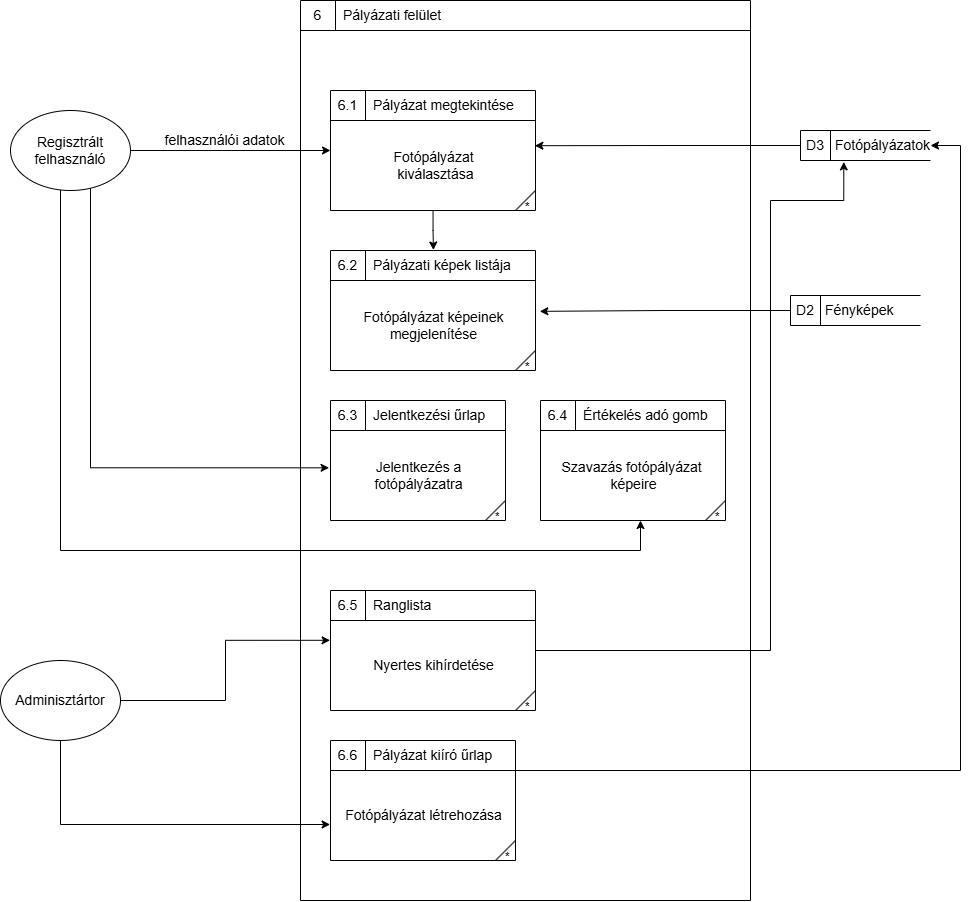 6 Pályázati felület
6.1 Pályázat megtekintése
Regisztrált
felhasználó
felhasználói adatok
Fotópályázat
kiválasztása
*
D3 Fotópályázatok
6.2 Pályázati képek listája
Fotópályázat képeinek
megjelenítése
*
D2 Fényképek
6.3 Jelentkezési űrlap
Jelentkezés a
fotópályázatra
*
6.4 Értékelés adó gomb
Szavazás fotópályázat
képeire
*
6.5 Ranglista
Nyertes kihírdetése
*
Adminisztártor
6.6 Pályázat kiíró űrlap
Fotópályázat létrehozása
*